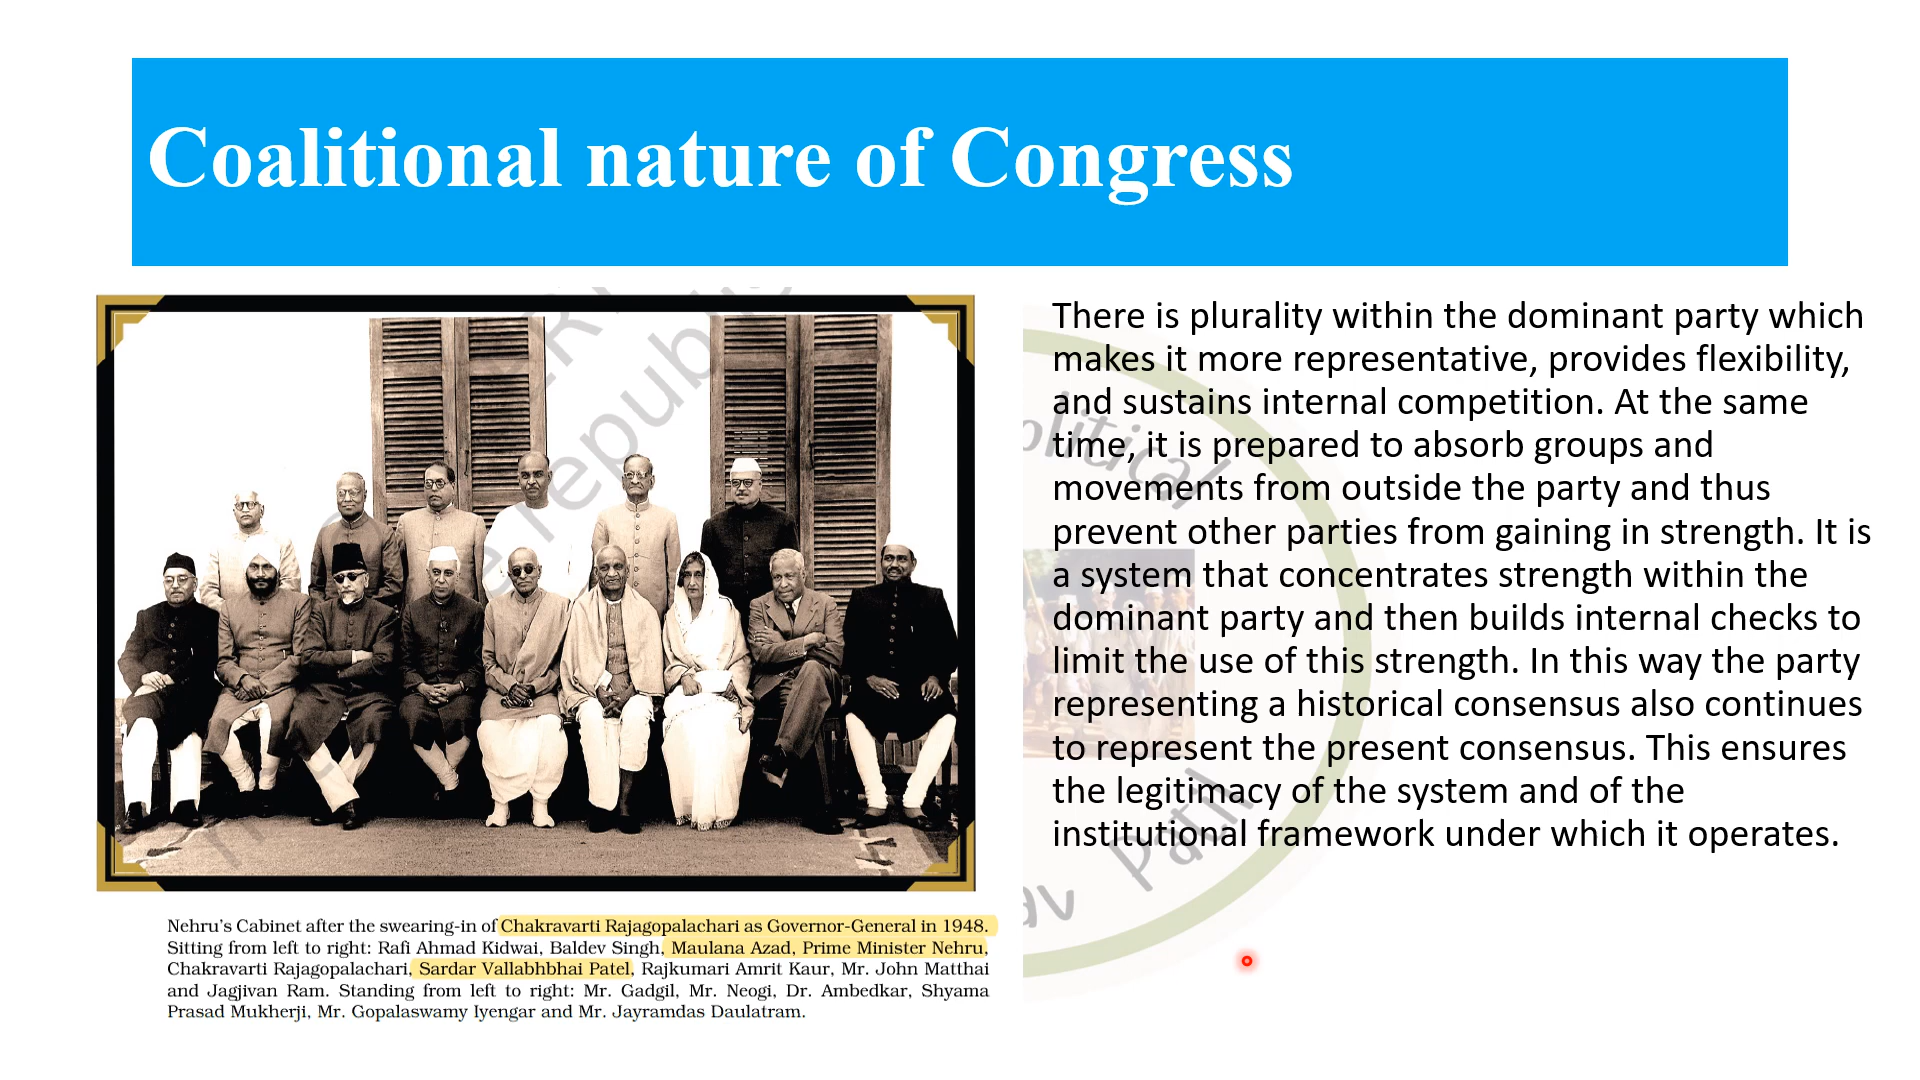 Coalitional nature of Congress
There is plurality within the dominant party which
makes it more representative, provides flexibility,
and sustains internal competition. At the same
time, it is prepared to absorb groups and
movements from outside the party and thus
prevent other parties from gaining in strength. It is
a system that concentrates strength within the
dominant party and then builds internal checks to
limit the use of this strength. In this way the party
representing a historical consensus also continues
to represent the present consensus. This ensures
the legitimacy of the system and of the
institutional framework under which it operates.
Nehru's Cabinet after the swearing-in of Chakravarti Rajagopalachari as Governor-General in 1948.
Sitting from left to right: Rafi Ahmad Kidwai, Baldev Singh, Maulana Azad, Prime Minister Nehru,
Chakravarti Rajagopalachari, Sardar Vallabhbhai Patel, Rajkumari Amrit Kaur, Mr. John Matthai
and Jagjivan Ram. Standing from left to right: Mr. Gadgil, Mr. Neogi, Dr. Ambedkar, Shyama
Prasad Mukherji, Mr. Gopalaswamy Iyengar and Mr. Jayramdas Daulatram.
Patil